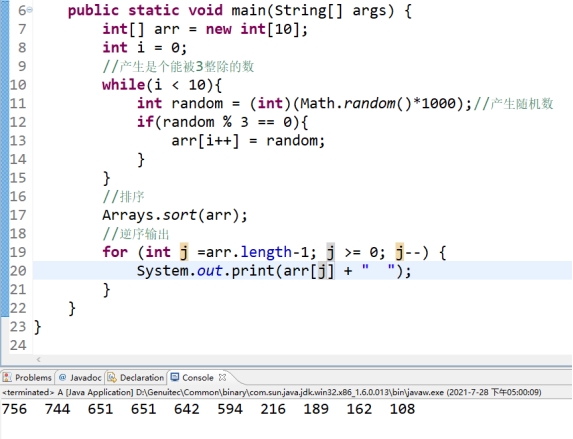 6 public static void main(String[] args) {
7 int[] arr = new int[10];
8 int i = 0;
9 //产生是个能被3整除的数
10 while(i < 10){
11 int random = (int)(Math.random()*1000);//产生随机数
12 if(random % 3 == 0){
13 arr[i++] = random;
14 }
15 }
16 //排序
17 Arrays.sort(arr);
18 //逆序输出
19 for (int j =arr.length-1; j >= 0; j--) {
20 System.out.print(arr[j] + "  ");
21 }
22 }
23 }
24
Problems @ Javadoc Declaration Console
<terminated> A [Java Application] D:\Genuitec\Common\binary\com.sun.java.jdk.win32.x86_1.6.0.013\bin\javaw.exe (2021-7-28 下午05:00:09)
756 744 651 651 642 594 216 189 162 108